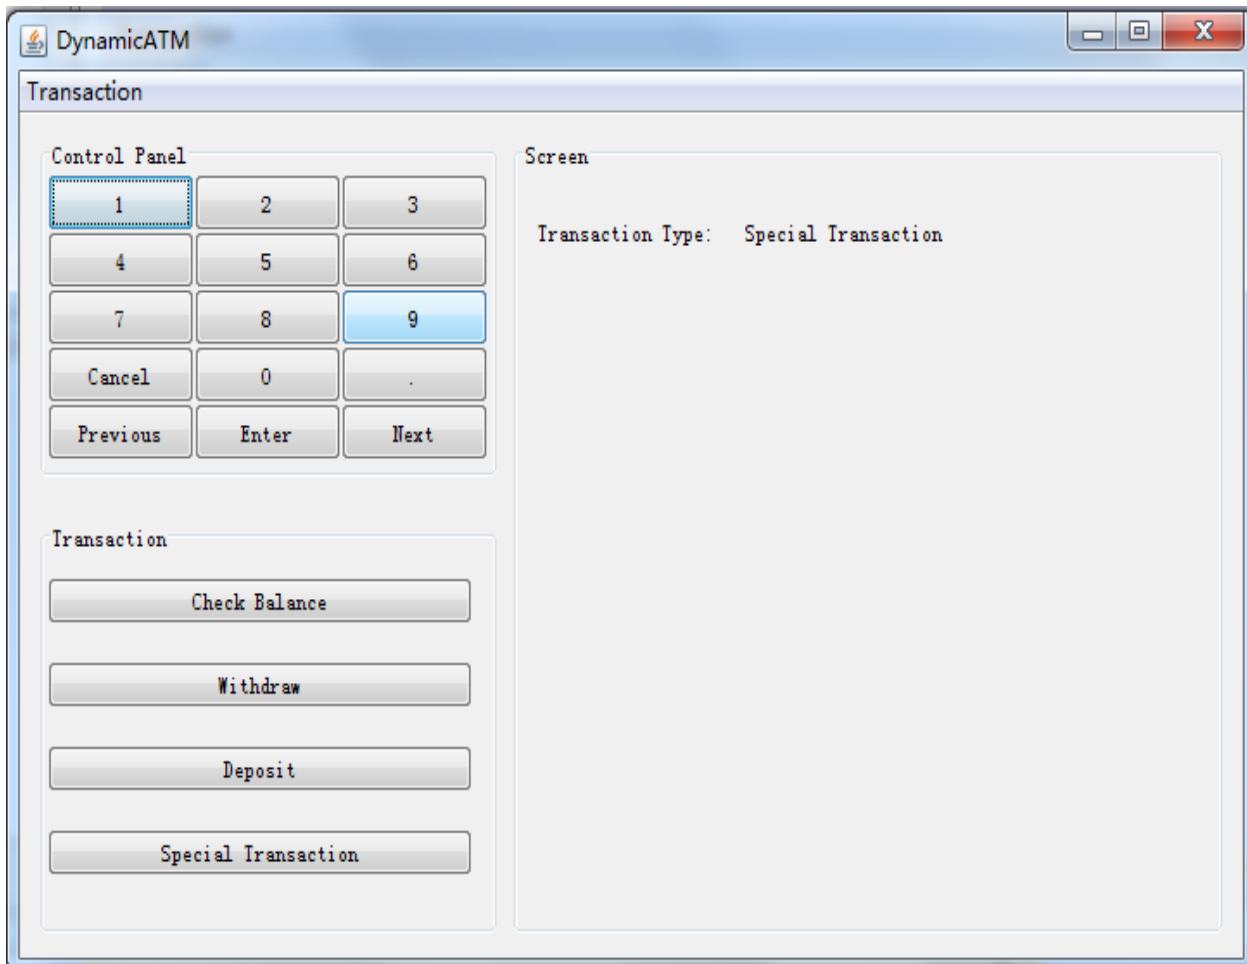 DynamicATM
Transaction
Control Panel
1 2 3
4 5 6
7 8 9
Cancel 0 .
Previous Enter Next
Transaction
Check Balance
Withdraw
Deposit
Special Transaction
Screen
Transaction Type: Special Transaction